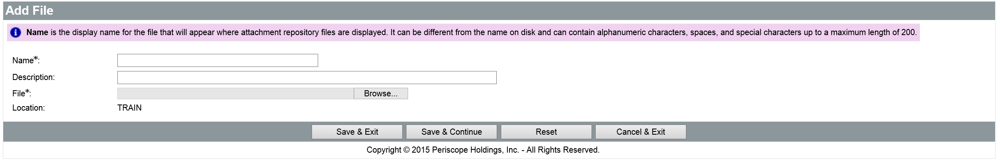 Add File
Name is the display name for the file that will appear where attachment repository files are displayed. It can be different from the name on disk and can contain alphanumeric characters, spaces, and special characters up to a maximum length of 200.
Name*:
Description:
File*: Browse...
Location: TRAIN
Save & Exit Save & Continue Reset Cancel & Exit
Copyright © 2015 Periscope Holdings, Inc. - All Rights Reserved.